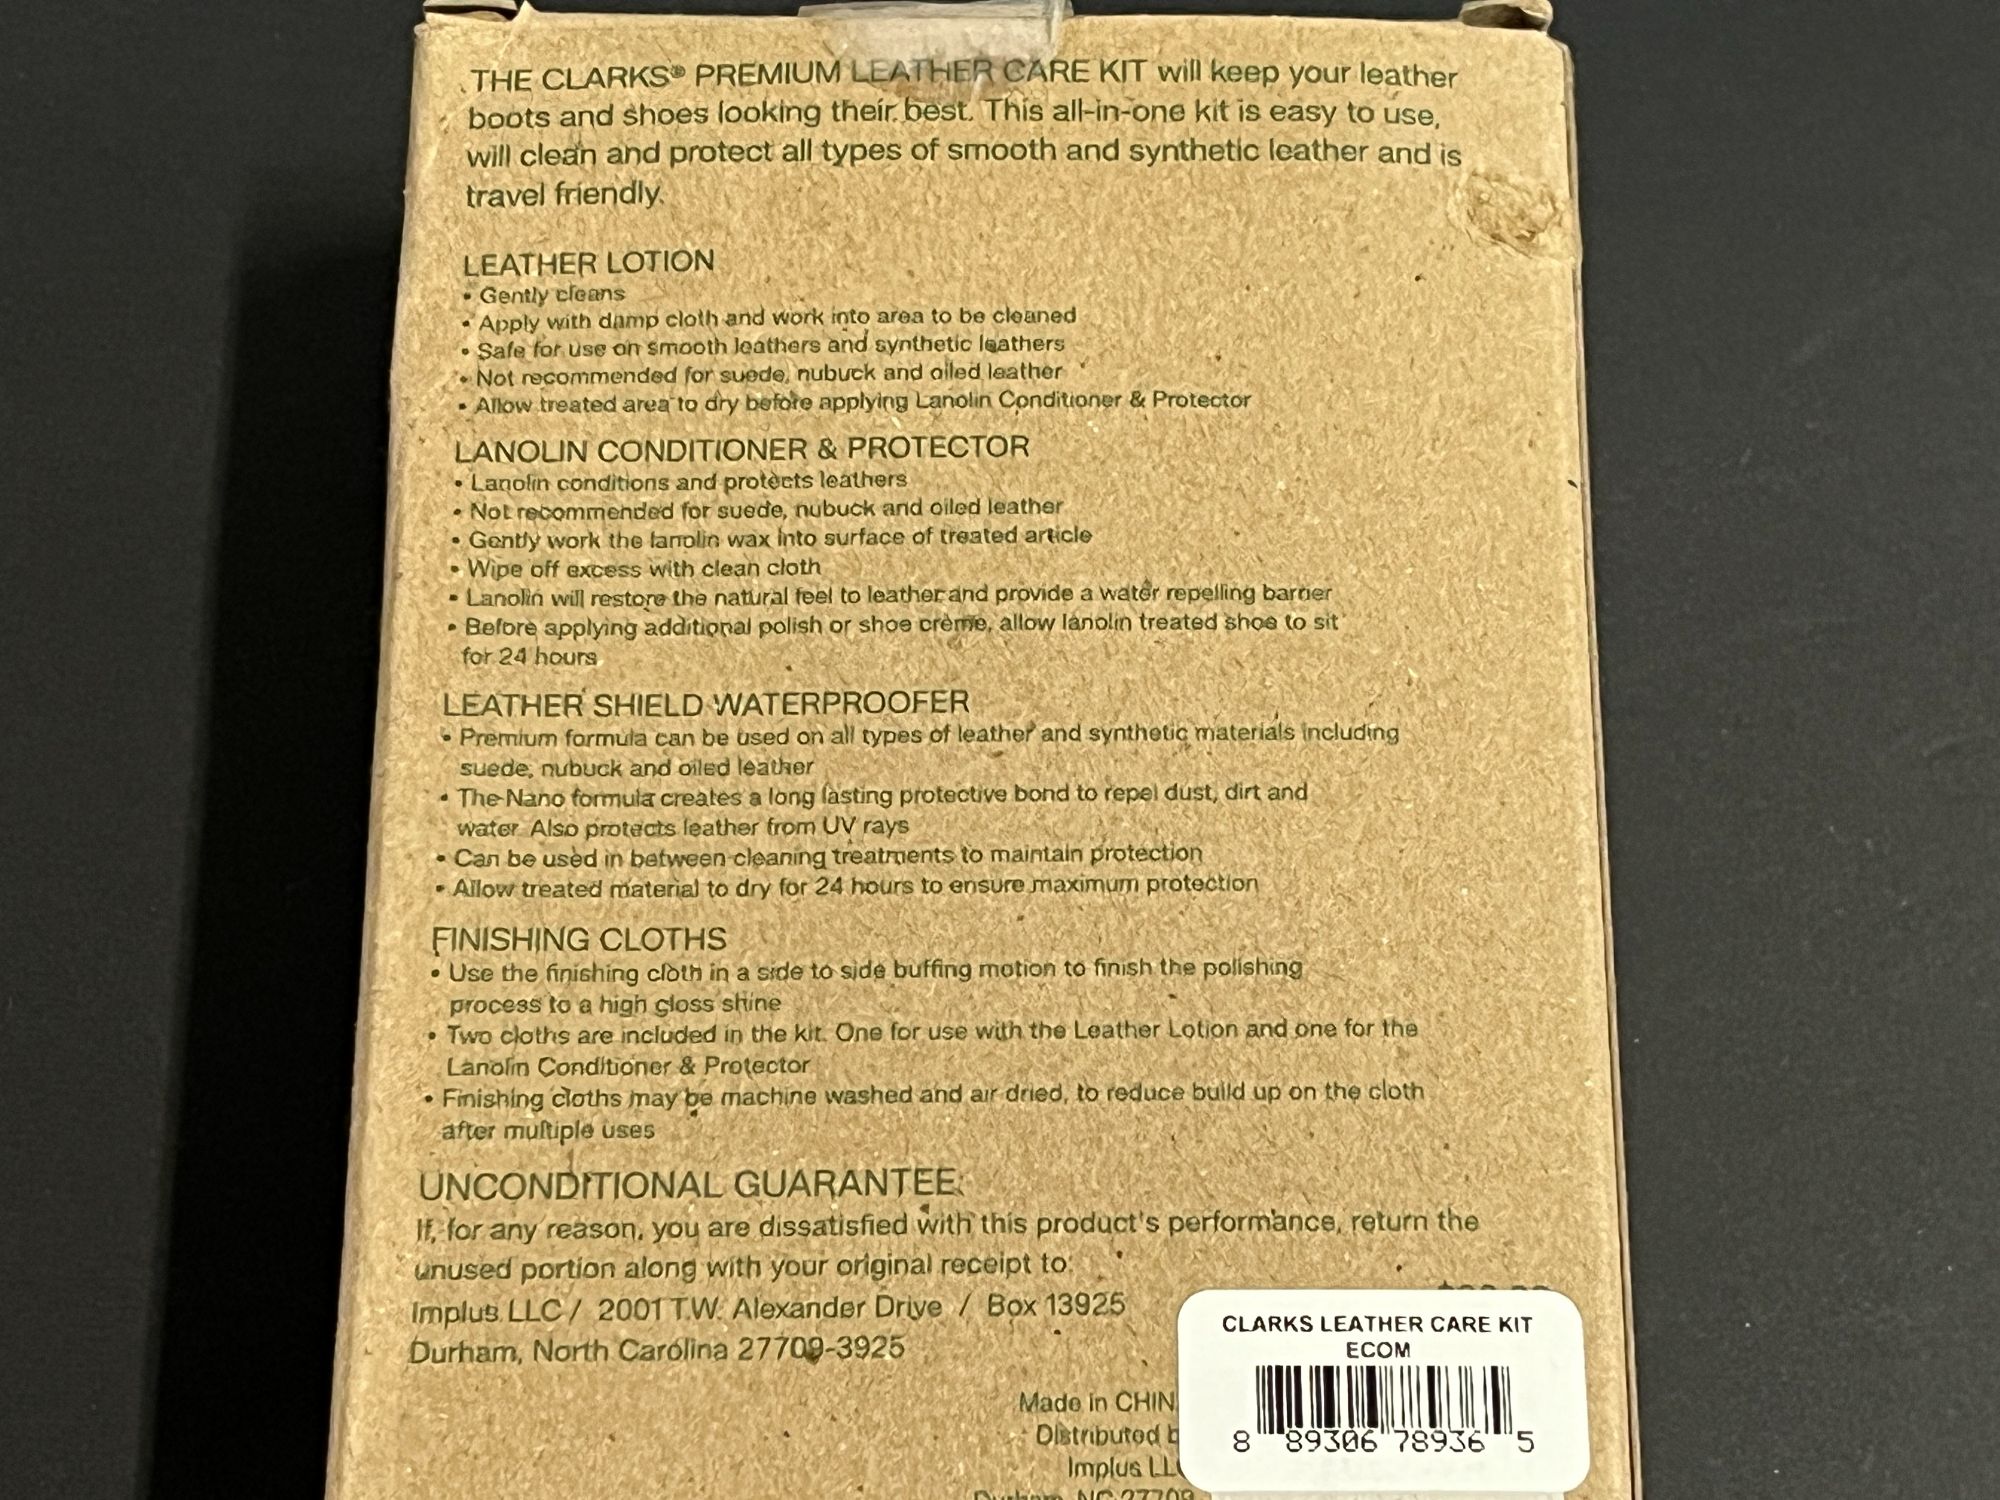 THE CLARKS® PREMIUM LEATHER CARE KIT will keep your leather
boots and shoes looking their best. This all-in-one kit is easy to use,
will clean and protect all types of smooth and synthetic leather and is
travel friendly.
LEATHER LOTION
• Gently cleans
• Apply with damp cloth and work into area to be cleaned
• Safe for use on smooth leathers and synthetic leathers
• Not recommended for suede, nubuck and oiled leather
• Allow treated area to dry before applying Lanolin Conditioner & Protector
LANOLIN CONDITIONER & PROTECTOR
• Lanolin conditions and protects leathers
• Not recommended for suede, nubuck and oiled leather
• Gently work the lanolin wax into surface of treated article
• Wipe off excess with clean cloth
• Lanolin will restore the natural feel to leather and provide a water repelling barrier
• Before applying additional polish or shoe crème, allow lanolin treated shoe to sit
for 24 hours
LEATHER SHIELD WATERPROOFER
• Premium formula can be used on all types of leather and synthetic materials including
suede, nubuck and oiled leather
• The Nano formula creates a long lasting protective bond to repel dust, dirt and
water. Also protects leather from UV rays
• Can be used in between cleaning treatments to maintain protection
• Allow treated material to dry for 24 hours to ensure maximum protection
FINISHING CLOTHS
• Use the finishing cloth in a side to side buffing motion to finish the polishing
process to a high gloss shine
• Two cloths are included in the kit. One for use with the Leather Lotion and one for the
Lanolin Conditioner & Protector
• Finishing cloths may be machine washed and air dried, to reduce build up on the cloth
after multiple uses
UNCONDITIONAL GUARANTEE:
If, for any reason, you are dissatisfied with this product's performance, return the
unused portion along with your original receipt to:
Implus LLC / 2001 T.W. Alexander Drive / Box 13925
Durham, North Carolina 27709-3925
Made in CHIN
Distributed b
Implus LL
Durham, NC 27709
CLARKS LEATHER CARE KIT
ECOM
8 89306 78936 5